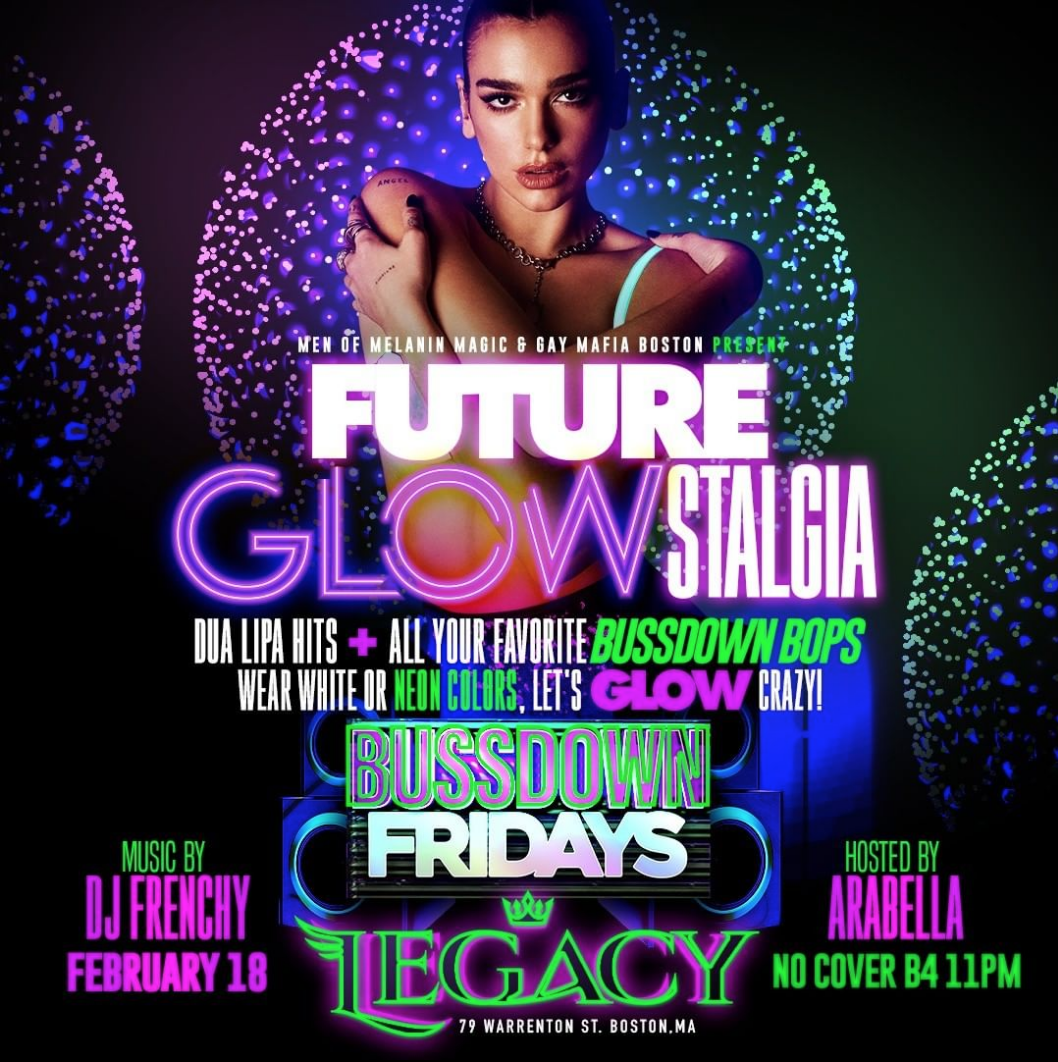 ANGEL
MEN OF MELANIN MAGIC & GAY MAFIA BOSTON PRESENT
FUTURE
GLOWSTALGIA
DUA LIPA HITS + ALL YOUR FAVORITE BUSSDOWN BOPS
WEAR WHITE OR NEON COLORS, LET'S GLOW CRAZY!
BUSSDOWN
FRIDAYS
MUSIC BY
DJ FRENCHY
FEBRUARY 18
HOSTED BY
ARABELLA
NO COVER B4 11PM
LEGACY
79 WARRENTON ST. BOSTON,MA